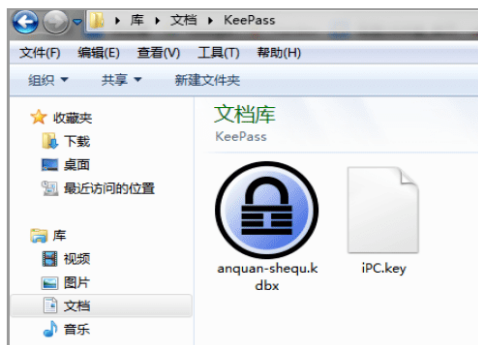 库 ▸ 文档 ▸ KeePass
文件(F) 编辑(E) 查看(V) 工具(T) 帮助(H)
组织 共享 新建文件夹
收藏夹
下载
桌面
最近访问的位置
库
视频
图片
文档
音乐
文档库
KeePass
anquan-shequ.k
dbx
iPC.key